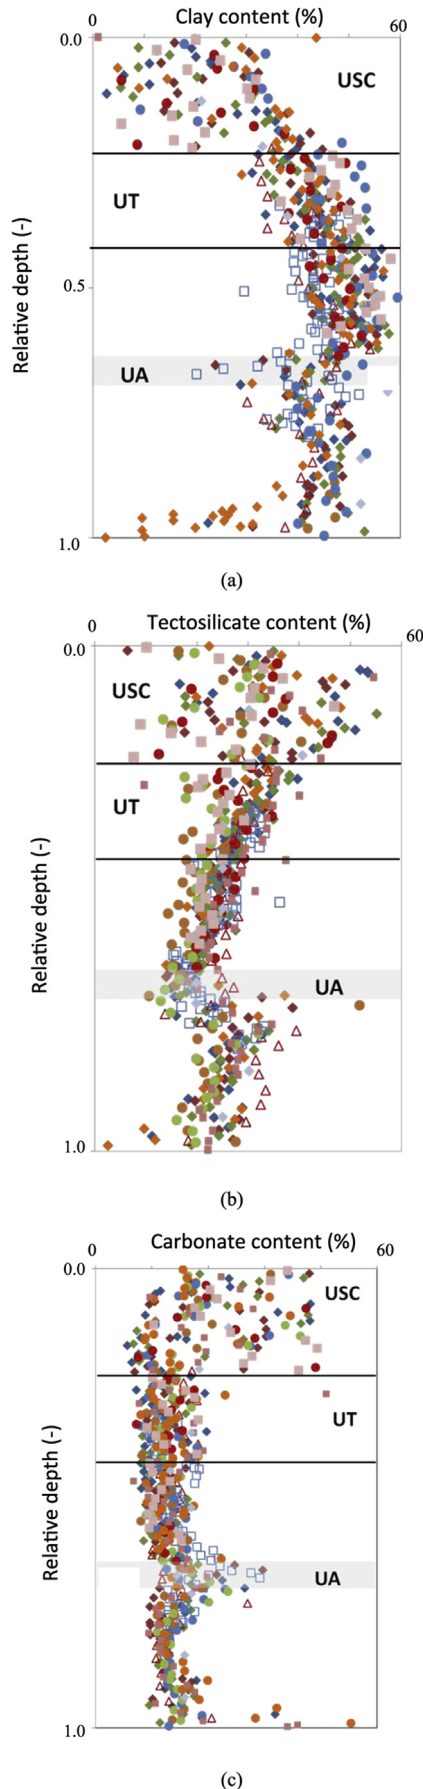 Clay content (%)
0
60
0.0
USC
UT
Relative depth (-)
0.5
UA
1.0
(a)
Tectosilicate content (%)
0
60
0.0
USC
UT
Relative depth (-)
UA
1.0
(b)
Carbonate content (%)
0
60
0.0
USC
UT
Relative depth (-)
UA
1.0
(c)